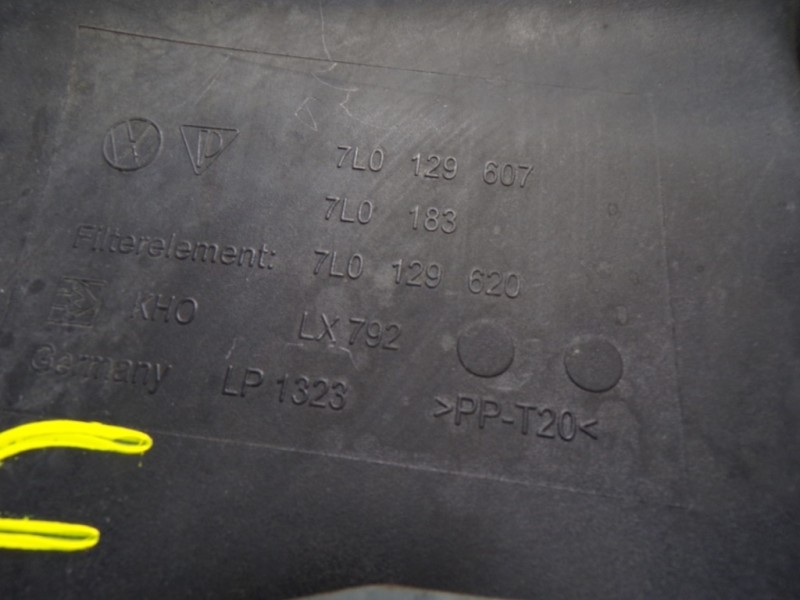 7L0 129 607
7L0 183
Filterelement: 7L0 129 620
KHO LX 792
Germany LP 1323
>PP-T20<